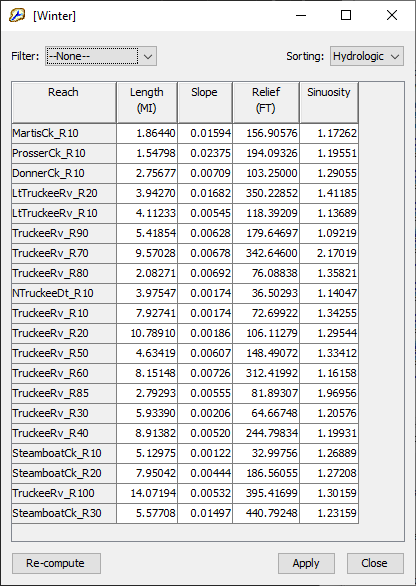 [Winter]
Filter: --None-- Sorting: Hydrologic
Reach Length (MI) Slope Relief (FT) Sinuosity
MartisCk_R10 1.86440 0.01594 156.90576 1.17262
ProsserCk_R10 1.54798 0.02375 194.09326 1.19551
DonnerCk_R10 2.75677 0.00709 103.25000 1.29055
LtTruckeeRv_R20 3.94270 0.01682 350.22852 1.41185
LtTruckeeRv_R10 4.11233 0.00545 118.39209 1.13689
TruckeeRv_R90 5.41854 0.00628 179.64697 1.09219
TruckeeRv_R70 9.57028 0.00678 342.64600 2.17019
TruckeeRv_R80 2.08271 0.00692 76.08838 1.35821
NTruckeeDt_R10 3.97547 0.00174 36.50293 1.14047
TruckeeRv_R10 7.92741 0.00174 72.69922 1.34255
TruckeeRv_R20 10.78910 0.00186 106.11279 1.29544
TruckeeRv_R50 4.63419 0.00607 148.49072 1.33412
TruckeeRv_R60 8.15148 0.00726 312.41992 1.16158
TruckeeRv_R85 2.79293 0.00555 81.89307 1.96956
TruckeeRv_R30 5.93390 0.00206 64.66748 1.20576
TruckeeRv_R40 8.91382 0.00520 244.79834 1.19931
SteamboatCk_R10 5.12975 0.00122 32.99756 1.26889
SteamboatCk_R20 7.95042 0.00444 186.56055 1.27208
TruckeeRv_R100 14.07194 0.00532 395.41699 1.30159
SteamboatCk_R30 5.57708 0.01497 440.79248 1.23159
Re-compute Apply Close